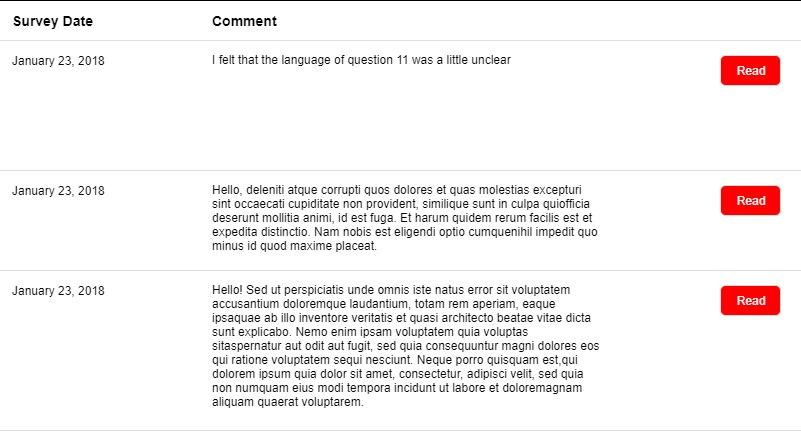 Survey Date Comment
January 23, 2018 I felt that the language of question 11 was a little unclear Read
January 23, 2018 Hello, deleniti atque corrupti quos dolores et quas molestias excepturi Read
sint occaecati cupiditate non provident, similique sunt in culpa quiofficia
deserunt mollitia animi, id est fuga. Et harum quidem rerum facilis est et
expedita distinctio. Nam nobis est eligendi optio cumquenihil impedit quo
minus id quod maxime placeat.
January 23, 2018 Hello! Sed ut perspiciatis unde omnis iste natus error sit voluptatem Read
accusantium doloremque laudantium, totam rem aperiam, eaque
ipsaquae ab illo inventore veritatis et quasi architecto beatae vitae dicta
sunt explicabo. Nemo enim ipsam voluptatem quia voluptas
sitaspernatur aut odit aut fugit, sed quia consequuntur magni dolores eos
qui ratione voluptatem sequi nesciunt. Neque porro quisquam est,qui
dolorem ipsum quia dolor sit amet, consectetur, adipisci velit, sed quia
non numquam eius modi tempora incidunt ut labore et doloremagnam
aliquam quaerat voluptarem.